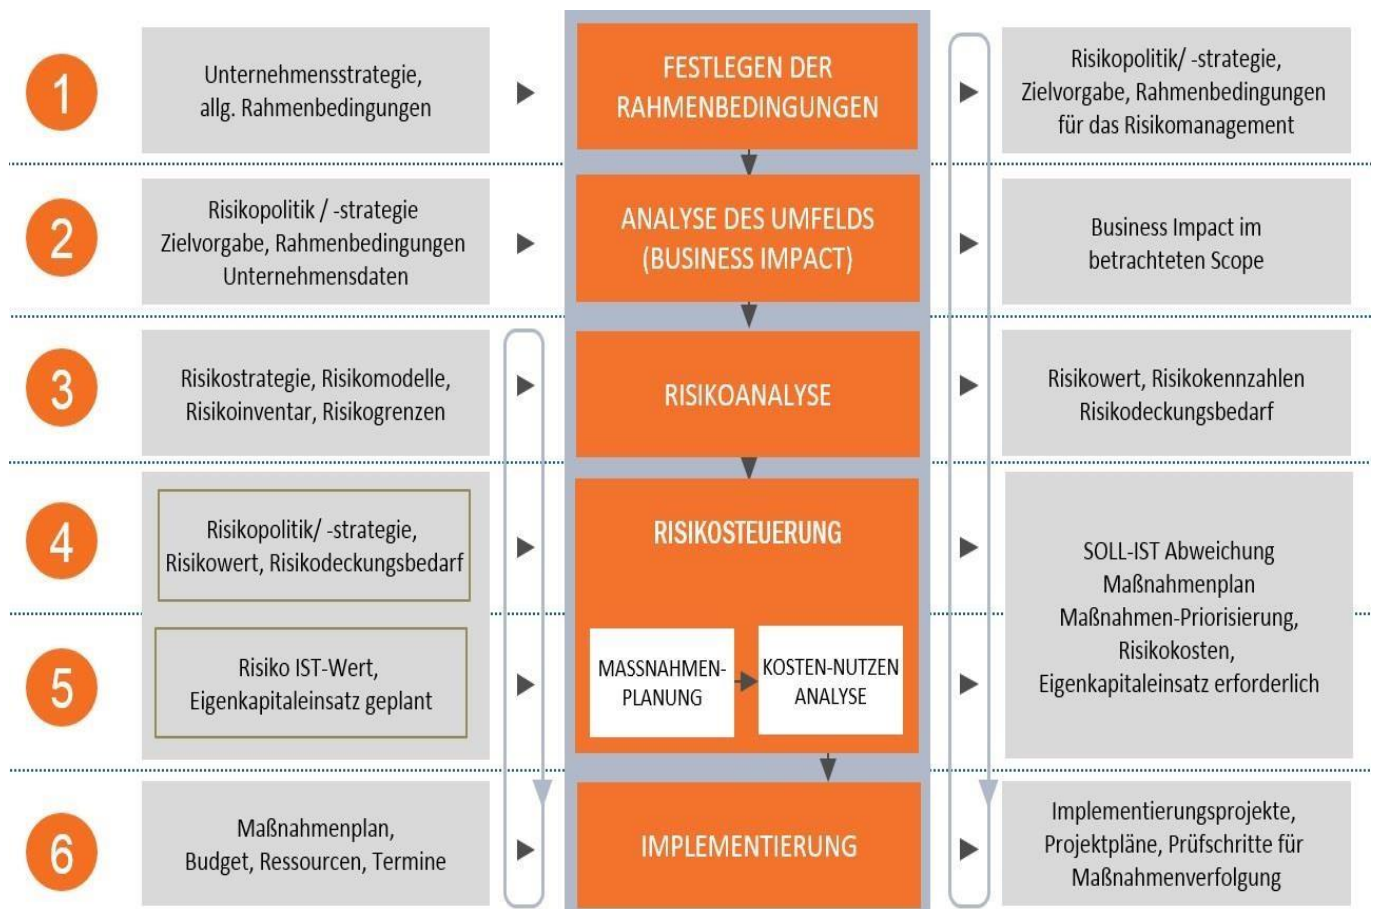 1
Unternehmensstrategie,
allg. Rahmenbedingungen
FESTLEGEN DER
RAHMENBEDINGUNGEN
Risikopolitik/ -strategie,
Zielvorgabe, Rahmenbedingungen
für das Risikomanagement
2
Risikopolitik / -strategie
Zielvorgabe, Rahmenbedingungen
Unternehmensdaten
ANALYSE DES UMFELDS
(BUSINESS IMPACT)
Business Impact im
betrachteten Scope
3
Risikostrategie, Risikomodelle,
Risikoinventar, Risikogrenzen
RISIKOANALYSE
Risikowert, Risikokennzahlen
Risikodeckungsbedarf
4
Risikopolitik/ -strategie,
Risikowert, Risikodeckungsbedarf
RISIKOSTEUERUNG
SOLL-IST Abweichung
Maßnahmenplan
Maßnahmen-Priorisierung,
Risikokosten,
Eigenkapitaleinsatz erforderlich
5
Risiko IST-Wert,
Eigenkapitaleinsatz geplant
MASSNAHMEN-
PLANUNG
KOSTEN-NUTZEN
ANALYSE
6
Maßnahmenplan,
Budget, Ressourcen, Termine
IMPLEMENTIERUNG
Implementierungsprojekte,
Projektpläne, Prüfschritte für
Maßnahmenverfolgung